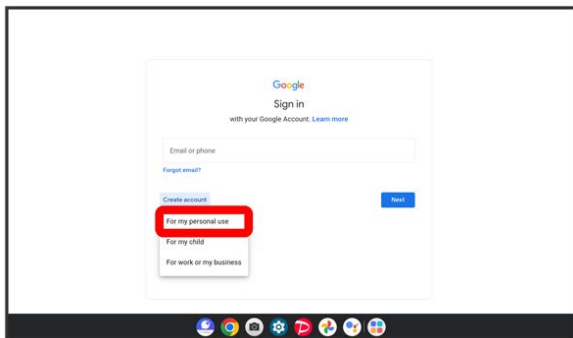 Google
Sign in
with your Google Account. Learn more
Email or phone
Forgot email?
Create account
Next
For my personal use
For my child
For work or my business